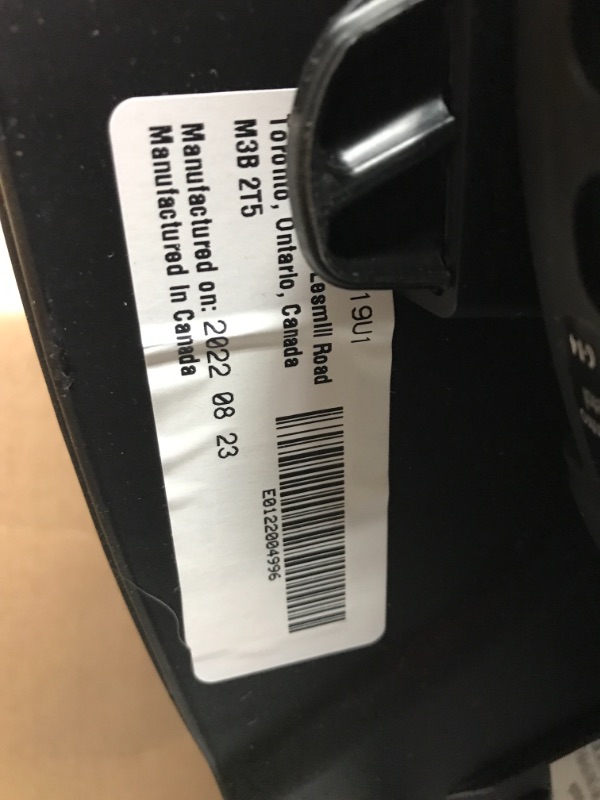 19U1
Lesmill Road
Toronto, Ontario, Canada
M3B 2T5
Manufactured on: 2022 08 23
Manufactured in Canada
E0122004996